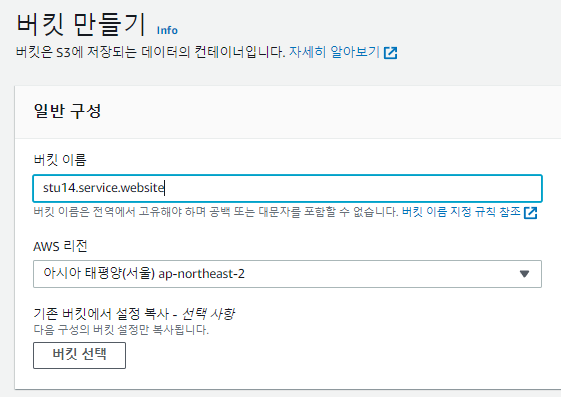 버킷 만들기 Info
버킷은 S3에 저장되는 데이터의 컨테이너입니다. 자세히 알아보기
일반 구성
버킷 이름
stu14.service.website
버킷 이름은 전역에서 고유해야 하며 공백 또는 대문자를 포함할 수 없습니다. 버킷 이름 지정 규칙 참조
AWS 리전
아시아 태평양(서울) ap-northeast-2
기존 버킷에서 설정 복사 - 선택 사항
다음 구성의 버킷 설정만 복사됩니다.
버킷 선택